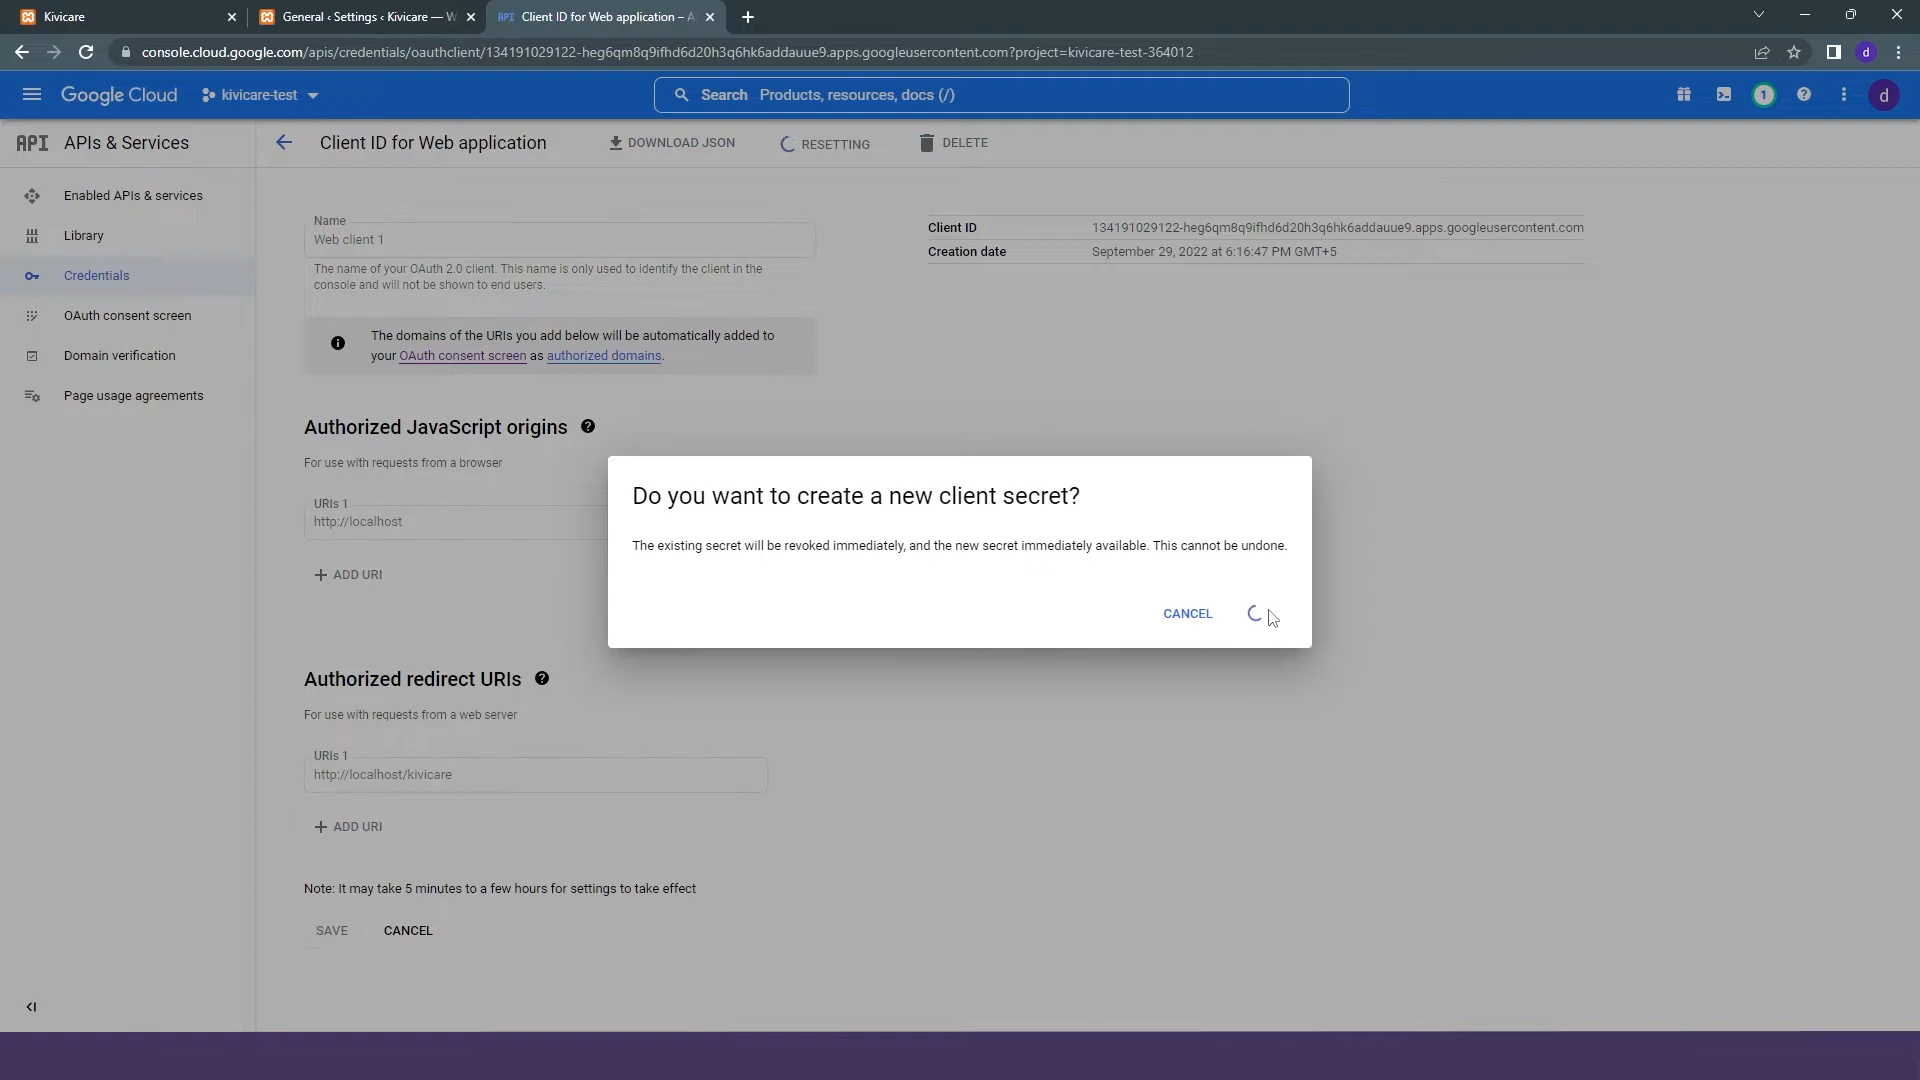 Kivicare
General ‹ Settings ‹ Kivicare — W
API Client ID for Web application – A
console.cloud.google.com/apis/credentials/oauthclient/134191029122-heg6qm8q9ifhd6d20h3q6hk6addauue9.apps.googleusercontent.com?project=kivicare-test-364012
d
Google Cloud
kivicare-test
Search Products, resources, docs (/)
1
d
API APIs & Services
Client ID for Web application
DOWNLOAD JSON
RESETTING
DELETE
Enabled APIs & services
Library
Credentials
OAuth consent screen
Domain verification
Page usage agreements
Name
Web client 1
The name of your OAuth 2.0 client. This name is only used to identify the client in the
console and will not be shown to end users.
The domains of the URIs you add below will be automatically added to
your OAuth consent screen as authorized domains.
Client ID 134191029122-heg6qm8q9ifhd6d20h3q6hk6addauue9.apps.googleusercontent.com
Creation date September 29, 2022 at 6:16:47 PM GMT+5
Authorized JavaScript origins
For use with requests from a browser
URIs 1
http://localhost
ADD URI
Do you want to create a new client secret?
The existing secret will be revoked immediately, and the new secret immediately available. This cannot be undone.
CANCEL
Authorized redirect URIs
For use with requests from a web server
URIs 1
http://localhost/kivicare
ADD URI
Note: It may take 5 minutes to a few hours for settings to take effect
SAVE
CANCEL